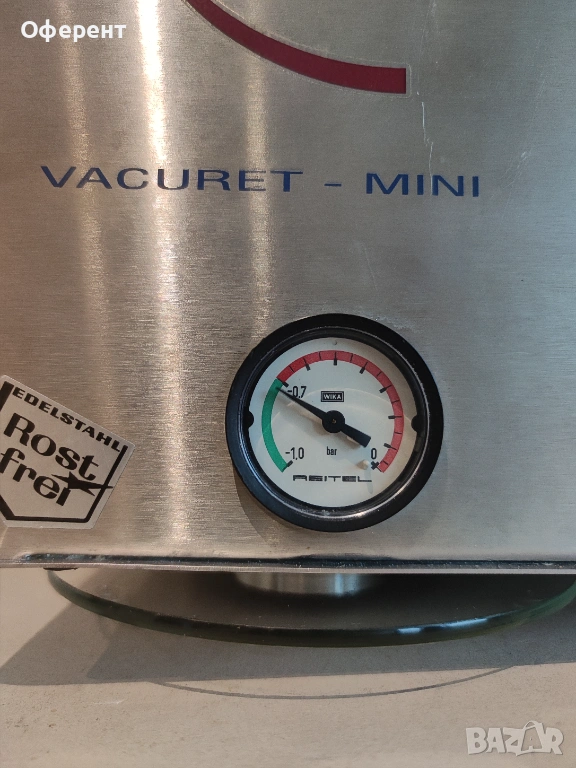 Оферент
VACURET - MINI
EDELSTAHL
Rost
frei
-0,7
WIKA
-1,0
bar
0
REITEL
BAZAR